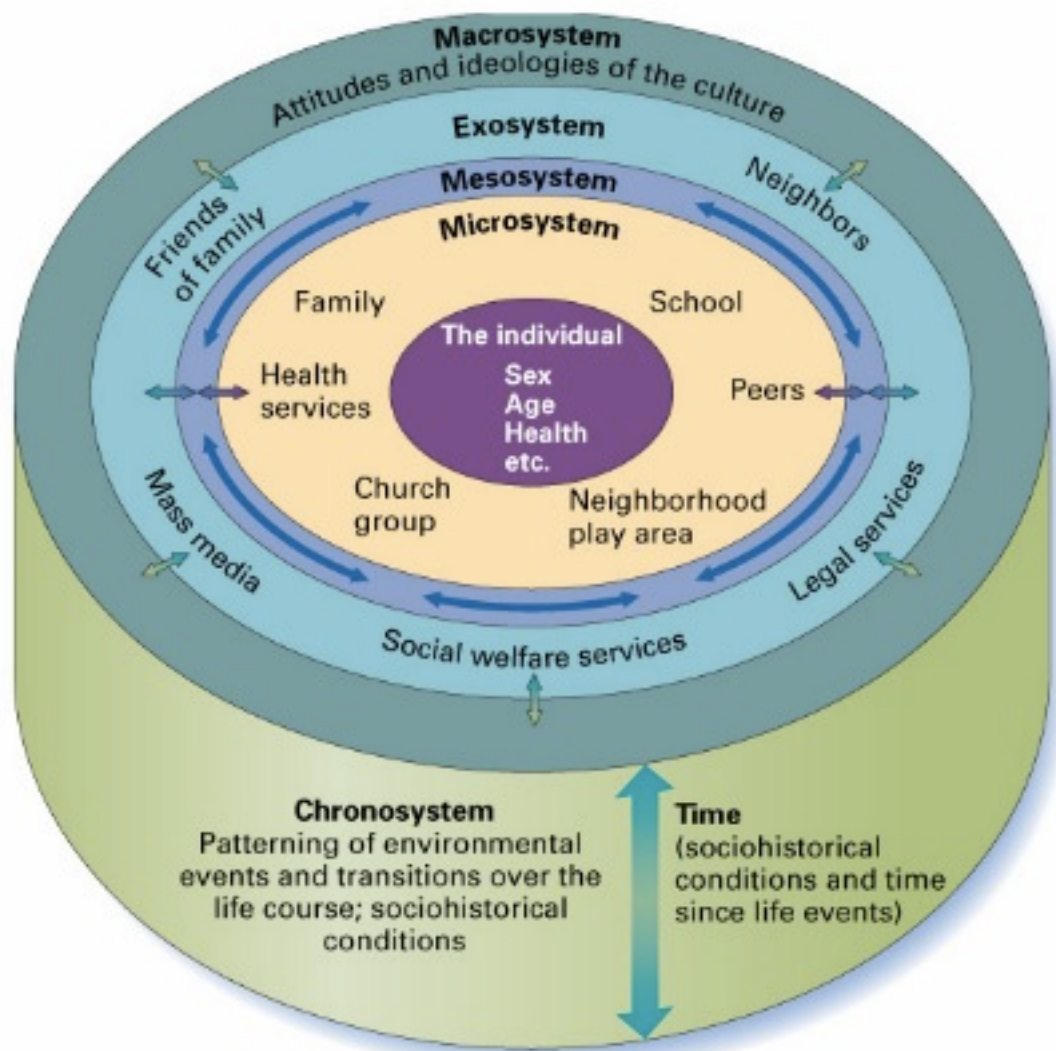 Macrosystem
Attitudes and ideologies of the culture
Exosystem
Mesosystem
Microsystem
Friends
of family
Neighbors
Family
School
The individual
Sex
Age
Health
etc.
Health
services
Peers
Church
group
Neighborhood
play area
Mass media
Legal services
Social welfare services
Chronosystem
Patterning of environmental
events and transitions over the
life course; sociohistorical
conditions
Time
(sociohistorical
conditions and time
since life events)